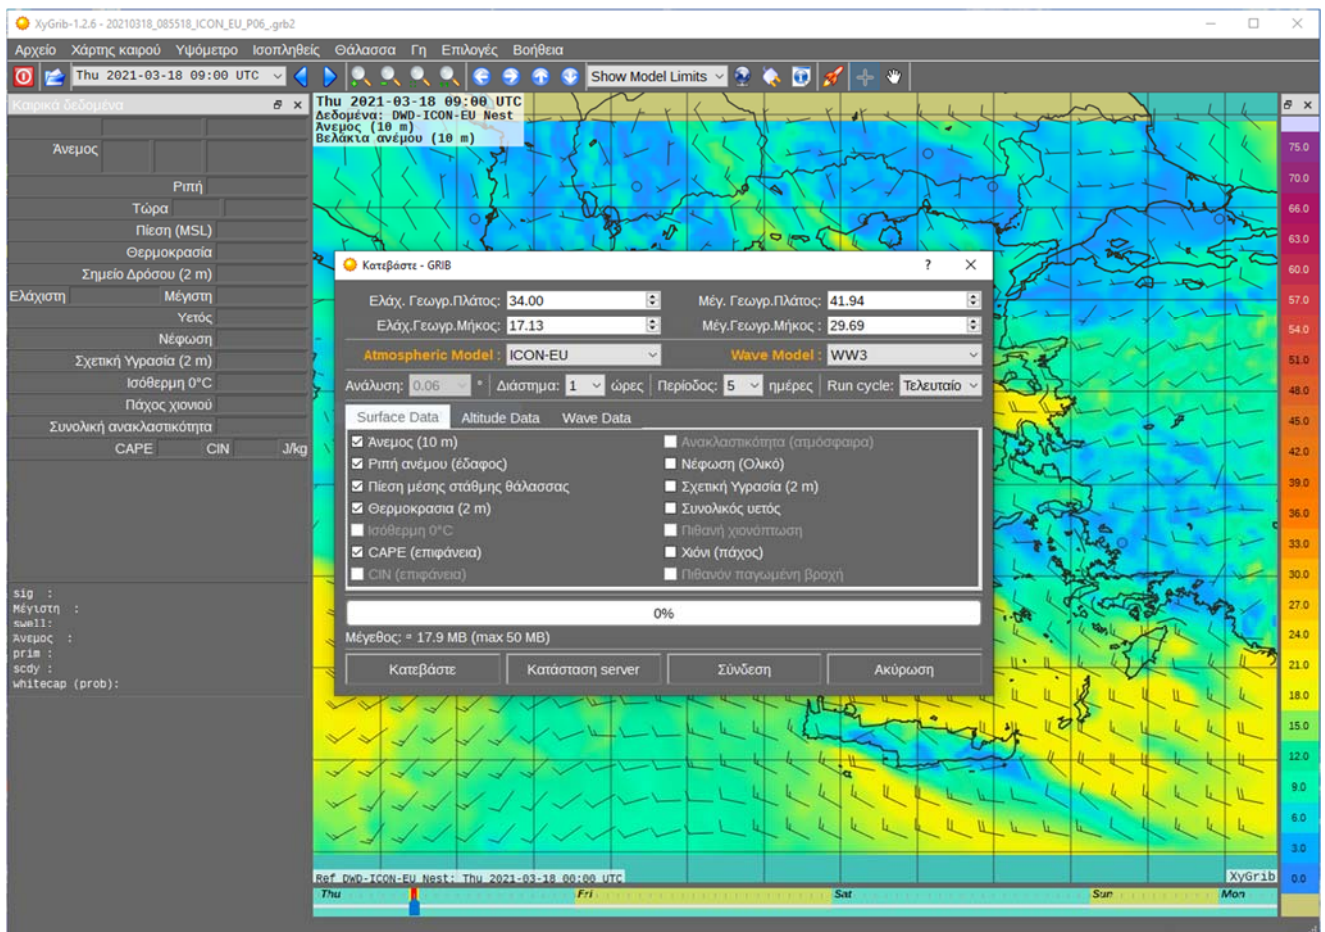 XyGrib-1.2.6 - 20210318_085518_ICON_EU_P06_.grb2
Αρχείο Χάρτης καιρού Υψόμετρο Ισοπληθείς Θάλασσα Γη Επιλογές Βοήθεια
Thu 2021-03-18 09:00 UTC Show Model Limits
Καιρικά δεδομένα
Άνεμος
Ριπή
Τώρα
Πίεση (MSL)
Θερμοκρασία
Σημείο Δρόσου (2 m)
Ελάχιστη Μέγιστη
Υετός
Νέφωση
Σχετική Υγρασία (2 m)
Ισόθερμη 0°C
Πάχος χιονιού
Συνολική ανακλαστικότητα
CAPE CIN J/kg
sig :
Μέγιστη :
swell:
Άνεμος :
prim :
scdy :
whitecap (prob):
Thu 2021-03-18 09:00 UTC
Δεδομένα: DWD-ICON-EU Nest
Άνεμος (10 m)
Βελάκια ανέμου (10 m)
Κατεβάστε - GRIB ?
Ελάχ. Γεωγρ.Πλάτος: 34.00 Μέγ. Γεωγρ.Πλάτος: 41.94
Ελάχ.Γεωγρ.Μήκος: 17.13 Μέγ.Γεωγρ.Μήκος : 29.69
Atmospheric Model : ICON-EU Wave Model : WW3
Ανάλυση: 0.06 ° Διάστημα: 1 ώρες Περίοδος: 5 ημέρες Run cycle: Τελευταίο
Surface Data Altitude Data Wave Data
Άνεμος (10 m) Ανακλαστικότητα (ατμόσφαιρα)
Ριπή ανέμου (έδαφος) Νέφωση (Ολικό)
Πίεση μέσης στάθμης θάλασσας Σχετική Υγρασία (2 m)
Θερμοκρασια (2 m) Συνολικός υετός
Ισόθερμη 0°C Πιθανή χιονόπτωση
CAPE (επιφάνεια) Χιόνι (πάχος)
CIN (επιφάνεια) Πιθανόν παγωμένη βροχή
0%
Μέγεθος: 17.9 MB (max 50 MB)
Κατεβάστε Κατάσταση server Σύνδεση Ακύρωση
Ref DWD-ICON-EU Nest: Thu 2021-03-18 00:00 UTC XyGrib
Thu Fri Sat Sun Mon
75.0
70.0
66.0
63.0
60.0
57.0
54.0
51.0
48.0
45.0
42.0
39.0
36.0
33.0
30.0
27.0
24.0
21.0
18.0
15.0
12.0
9.0
6.0
3.0
0.0